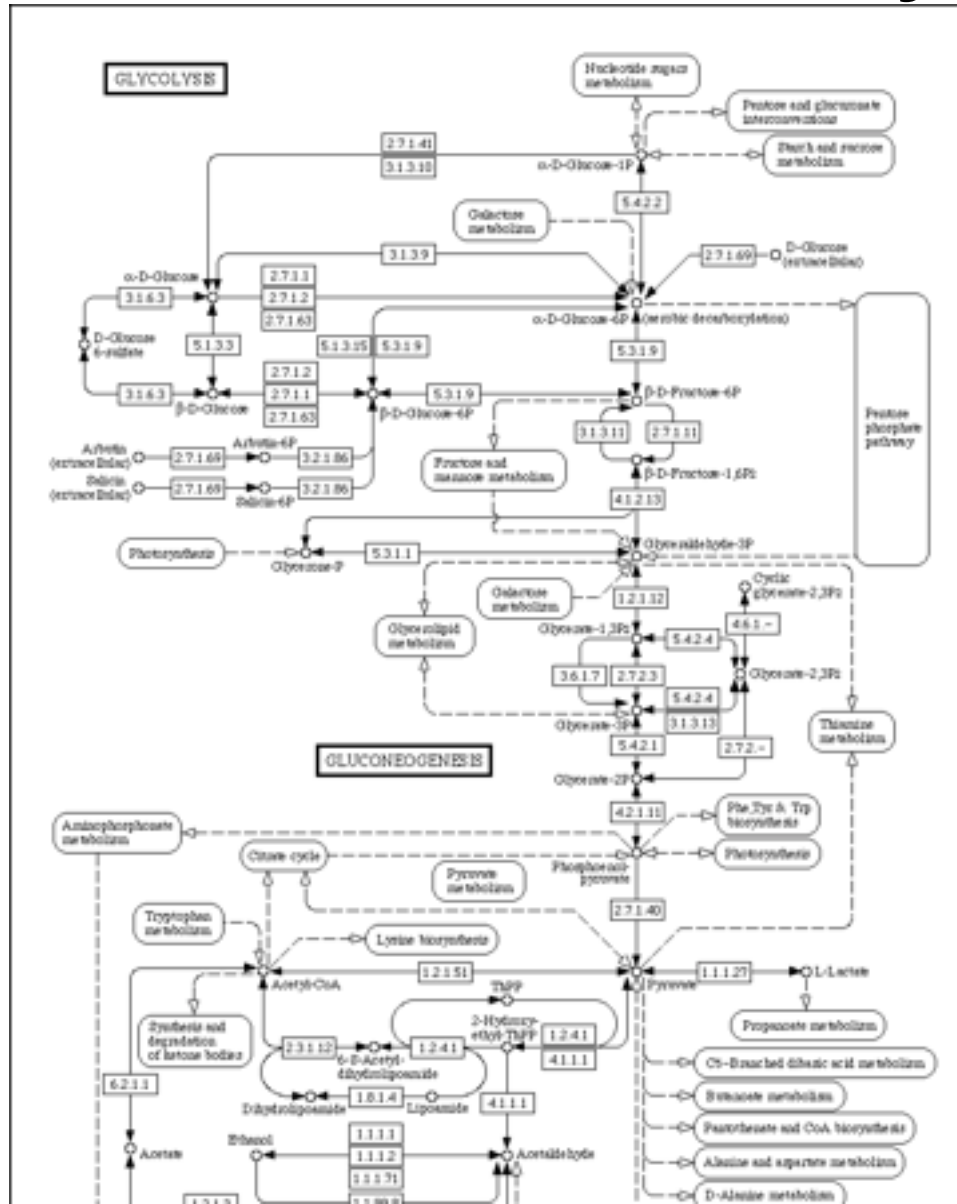 GLYCOLYSIS
Nucleotide sugars
metabolism
Pentose and glucuronate
interconversions
Starch and sucrose
metabolism
2.7.1.41
3.1.3.10
α-D-Glucose-1P
5.4.2.2
Galactose
metabolism
3.1.3.9
2.7.1.69
D-Glucose
(extracellular)
α-D-Glucose
2.7.1.1
2.7.1.2
2.7.1.63
3.1.6.3
α-D-Glucose-6P
(aerobic decarboxylation)
D-Glucose
6-sulfate
5.1.3.3
5.1.3.15
5.3.1.9
5.3.1.9
2.7.1.2
2.7.1.1
2.7.1.63
3.1.6.3
β-D-Glucose
β-D-Glucose-6P
5.3.1.9
β-D-Fructose-6P
Pentose
phosphate
pathway
3.1.3.11
2.7.1.11
Arbutin
(extracellular)
2.7.1.69
Arbutin-6P
3.2.1.86
Salicin
(extracellular)
2.7.1.69
Salicin-6P
3.2.1.86
Fructose and
mannose metabolism
β-D-Fructose-1,6P2
4.1.2.13
Photosynthesis
Glycerone-P
5.3.1.1
Glyceraldehyde-3P
Galactose
metabolism
1.2.1.12
Cyclic
glycerate-2,3P2
4.6.1.-
Glycerolipid
metabolism
Glycerate-1,3P2
5.4.2.4
3.6.1.7
2.7.2.3
Glycerate-2,3P2
5.4.2.4
3.1.3.13
Glycerate-3P
Thiamine
metabolism
5.4.2.1
2.7.2.-
GLUCONEOGENESIS
Glycerate-2P
4.2.1.11
Phe,Tyr & Trp
biosynthesis
Photosynthesis
Aminophosphonate
metabolism
Citrate cycle
Pyruvate
metabolism
Phosphoenol-
pyruvate
2.7.1.40
Tryptophan
metabolism
Lysine biosynthesis
Acetyl-CoA
1.2.1.51
Pyruvate
1.1.1.27
L-Lactate
Propanoate metabolism
Synthesis and
degradation
of ketone bodies
ThPP
2-Hydroxy-
ethyl-ThPP
1.2.4.1
4.1.1.1
2.3.1.12
1.2.4.1
6-S-Acetyl-
dihydrolipoamide
C5-Branched dibasic acid metabolism
6.2.1.1
Dihydrolipoamide
1.8.1.4
Lipoamide
4.1.1.1
Butanoate metabolism
Pantothenate and CoA biosynthesis
Acetate
Ethanol
1.1.1.1
1.1.1.2
1.1.1.71
Acetaldehyde
Alanine and aspartate metabolism
D-Alanine metabolism